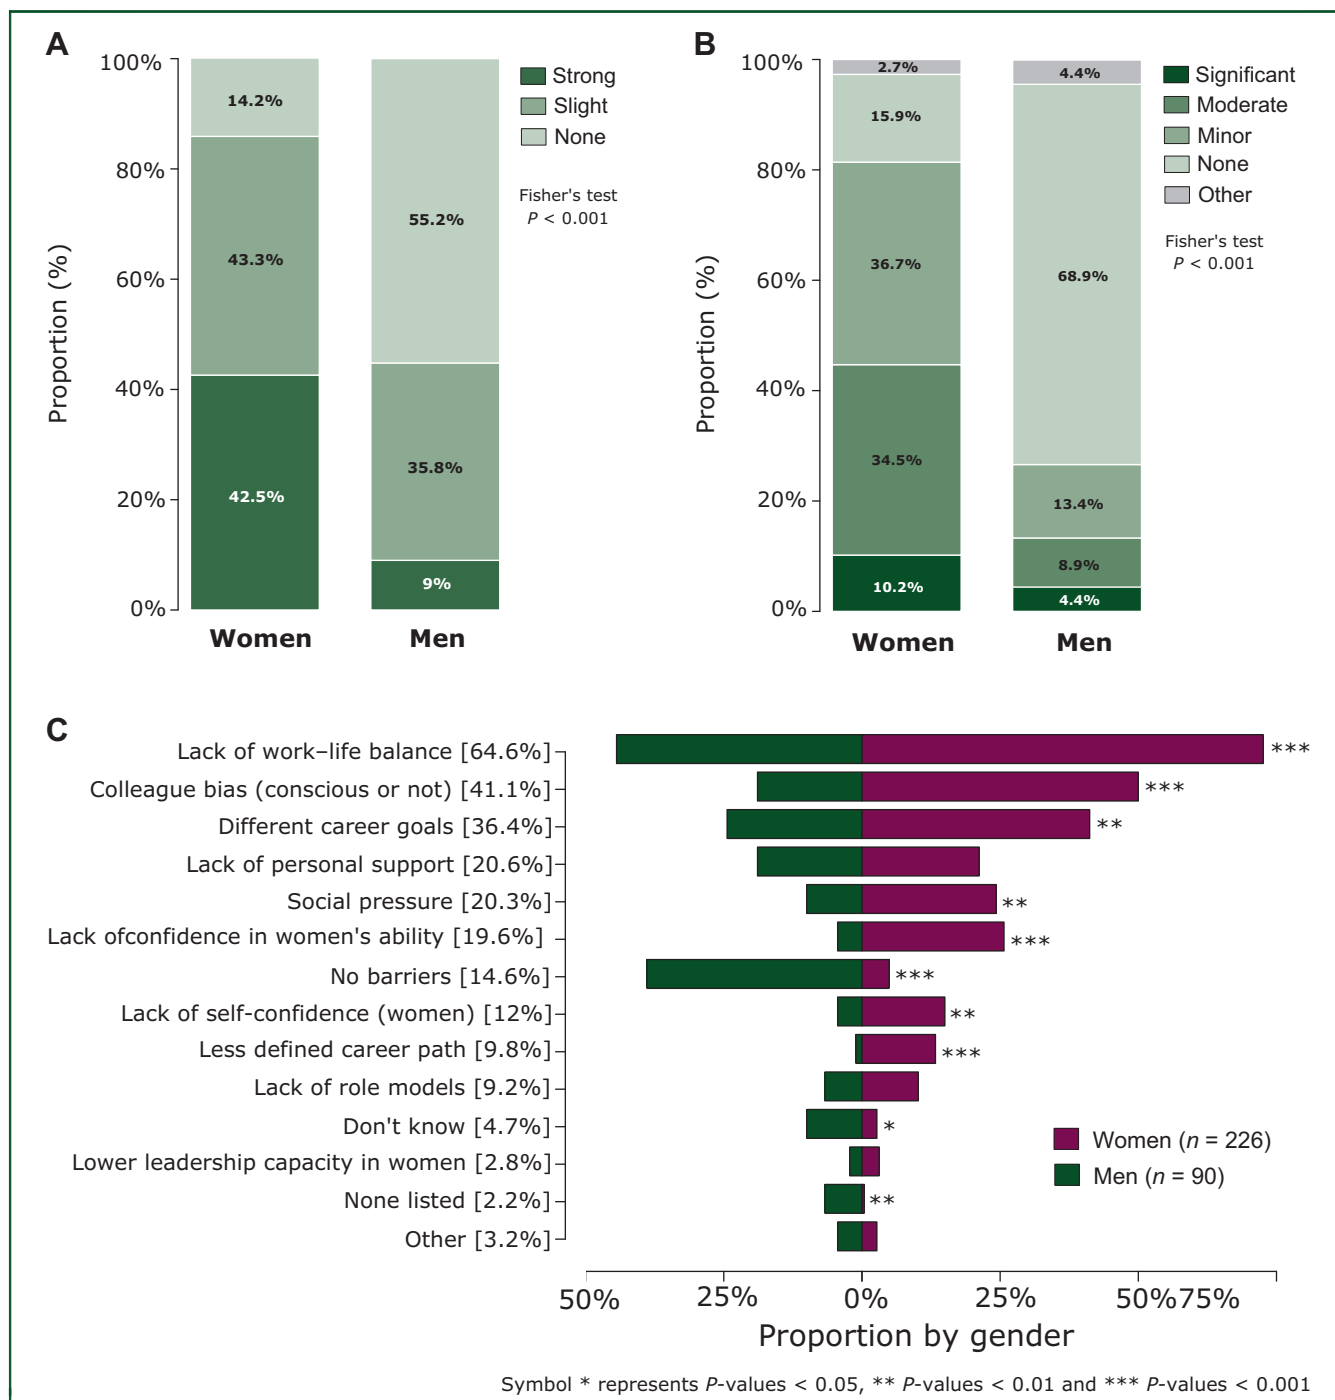 A
100%
80%
60%
40%
20%
0%
Proportion (%)
14.2%
43.3%
42.5%
55.2%
35.8%
9%
Women
Men
Strong
Slight
None
Fisher's test
P < 0.001
B
100%
80%
60%
40%
20%
0%
Proportion (%)
2.7%
15.9%
36.7%
34.5%
10.2%
4.4%
68.9%
13.4%
8.9%
4.4%
Women
Men
Significant
Moderate
Minor
None
Other
Fisher's test
P < 0.001
C
Lack of work–life balance [64.6%]
***
Colleague bias (conscious or not) [41.1%]
***
Different career goals [36.4%]
**
Lack of personal support [20.6%]
Social pressure [20.3%]
**
Lack ofconfidence in women's ability [19.6%]
***
No barriers [14.6%]
***
Lack of self-confidence (women) [12%]
**
Less defined career path [9.8%]
***
Lack of role models [9.2%]
Don't know [4.7%]
*
Lower leadership capacity in women [2.8%]
None listed [2.2%]
**
Other [3.2%]
Women (n = 226)
Men (n = 90)
50% 25% 0% 25% 50%75%
Proportion by gender
Symbol * represents P-values < 0.05, ** P-values < 0.01 and *** P-values < 0.001